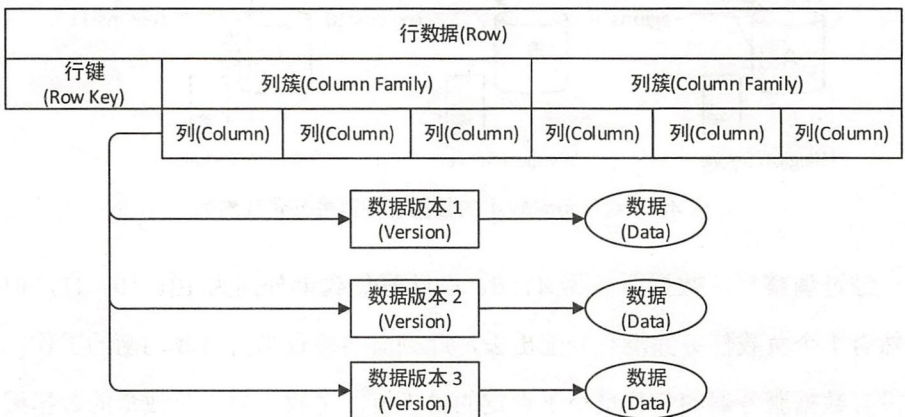 行数据(Row)
行键
(Row Key)
列簇(Column Family)
列簇(Column Family)
列(Column)
列(Column)
列(Column)
列(Column)
列(Column)
列(Column)
数据版本 1
(Version)
数据
(Data)
数据版本 2
(Version)
数据
(Data)
数据版本 3
(Version)
数据
(Data)